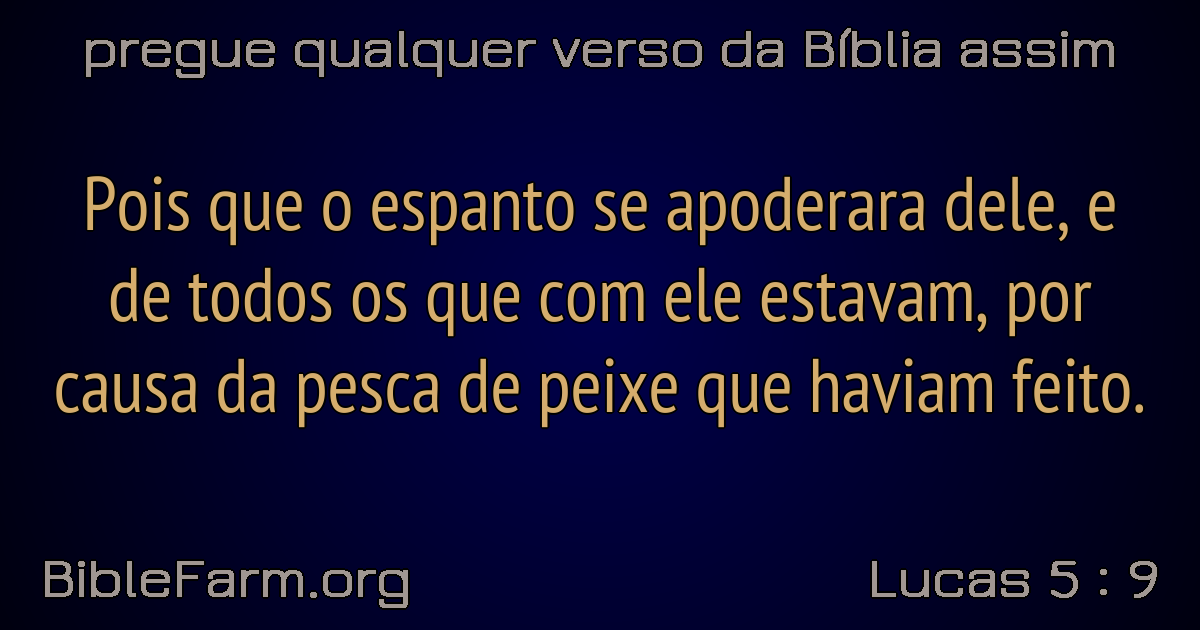 pregue qualquer verso da Bíblia assim
Pois que o espanto se apoderara dele, e
de todos os que com ele estavam, por
causa da pesca de peixe que haviam feito.
BibleFarm.org
Lucas 5 : 9